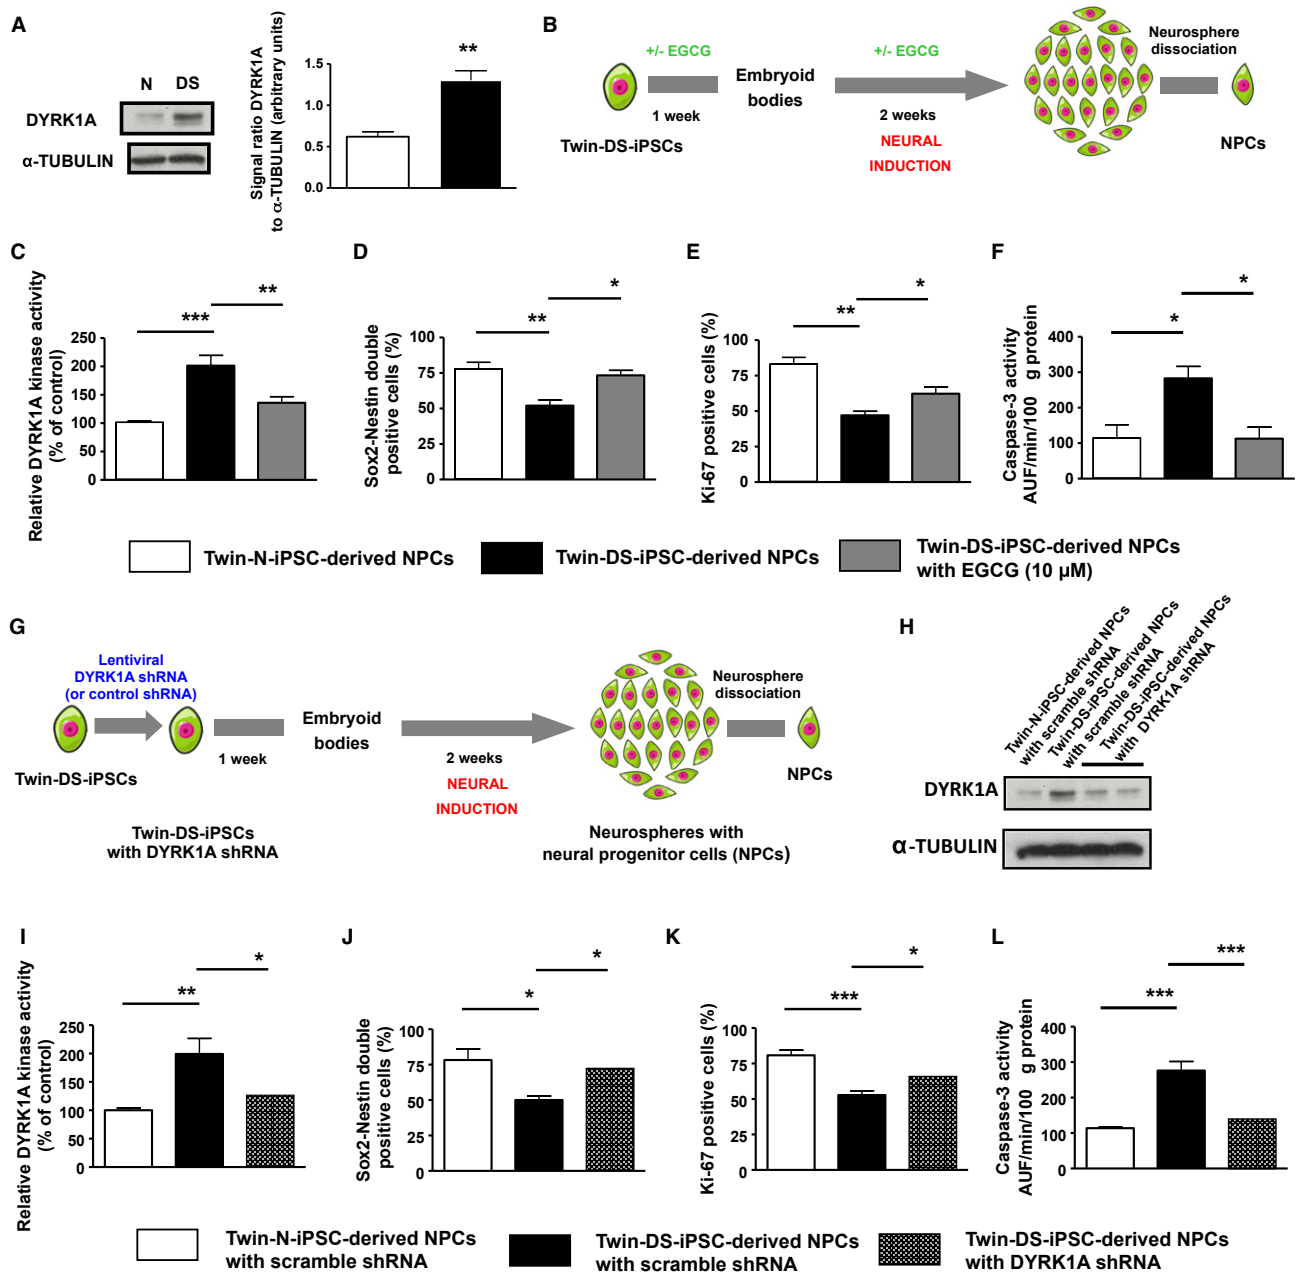 A
N DS
DYRK1A
α-TUBULIN
Signal ratio DYRK1A
to α-TUBULIN (arbitrary units)
1.5
1.0
0.5
0.0
**
B
+/- EGCG
+/- EGCG
Embryoid
bodies
1 week
2 weeks
NEURAL
INDUCTION
Twin-DS-iPSCs
Neurosphere
dissociation
NPCs
C
Relative DYRK1A kinase activity
(% of control)
250
200
150
100
50
0
***
**
D
Sox2-Nestin double
positive cells (%)
100
75
50
25
0
**
*
E
Ki-67 positive cells (%)
100
75
50
25
0
**
*
F
Caspase-3 activity
AUF/min/100 g protein
400
300
200
100
0
*
*
Twin-N-iPSC-derived NPCs
Twin-DS-iPSC-derived NPCs
Twin-DS-iPSC-derived NPCs
with EGCG (10 µM)
G
Lentiviral
DYRK1A shRNA
(or control shRNA)
Twin-DS-iPSCs
1 week
Embryoid
bodies
2 weeks
NEURAL
INDUCTION
Neurosphere
dissociation
NPCs
Twin-DS-iPSCs
with DYRK1A shRNA
Neurospheres with
neural progenitor cells (NPCs)
H
Twin-N-iPSC-derived NPCs
with scramble shRNA
Twin-DS-iPSC-derived NPCs
with scramble shRNA
Twin-DS-iPSC-derived NPCs
with DYRK1A shRNA
DYRK1A
α-TUBULIN
I
Relative DYRK1A kinase activity
(% of control)
250
200
150
100
50
0
**
*
J
Sox2-Nestin double
positive cells (%)
100
75
50
25
0
*
*
K
Ki-67 positive cells (%)
100
75
50
25
0
***
*
L
Caspase-3 activity
AUF/min/100 g protein
400
300
200
100
0
***
***
Twin-N-iPSC-derived NPCs
with scramble shRNA
Twin-DS-iPSC-derived NPCs
with scramble shRNA
Twin-DS-iPSC-derived NPCs
with DYRK1A shRNA